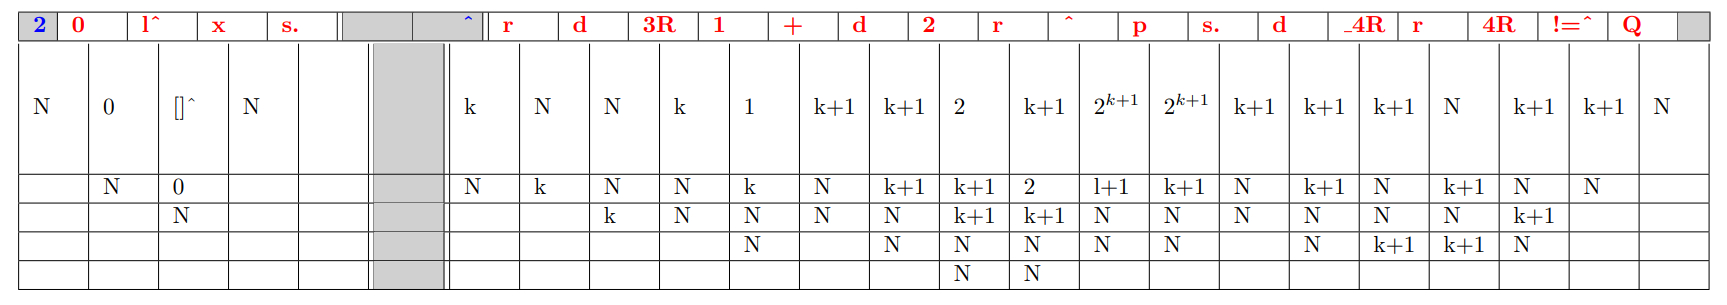 2 0 l^ x s. ^ r d 3R 1 + d 2 r ^ p s. d _4R r 4R !=^ Q
N 0 []^ N k N N k 1 k+1 k+1 2 k+1 2^{k+1} 2^{k+1} k+1 k+1 k+1 N k+1 k+1 N
N 0 N k N N k N k+1 k+1 2 l+1 k+1 N k+1 N k+1 N N
N k N N N N k+1 k+1 N N N N N N k+1
N N N N N N N k+1 k+1 N
N N